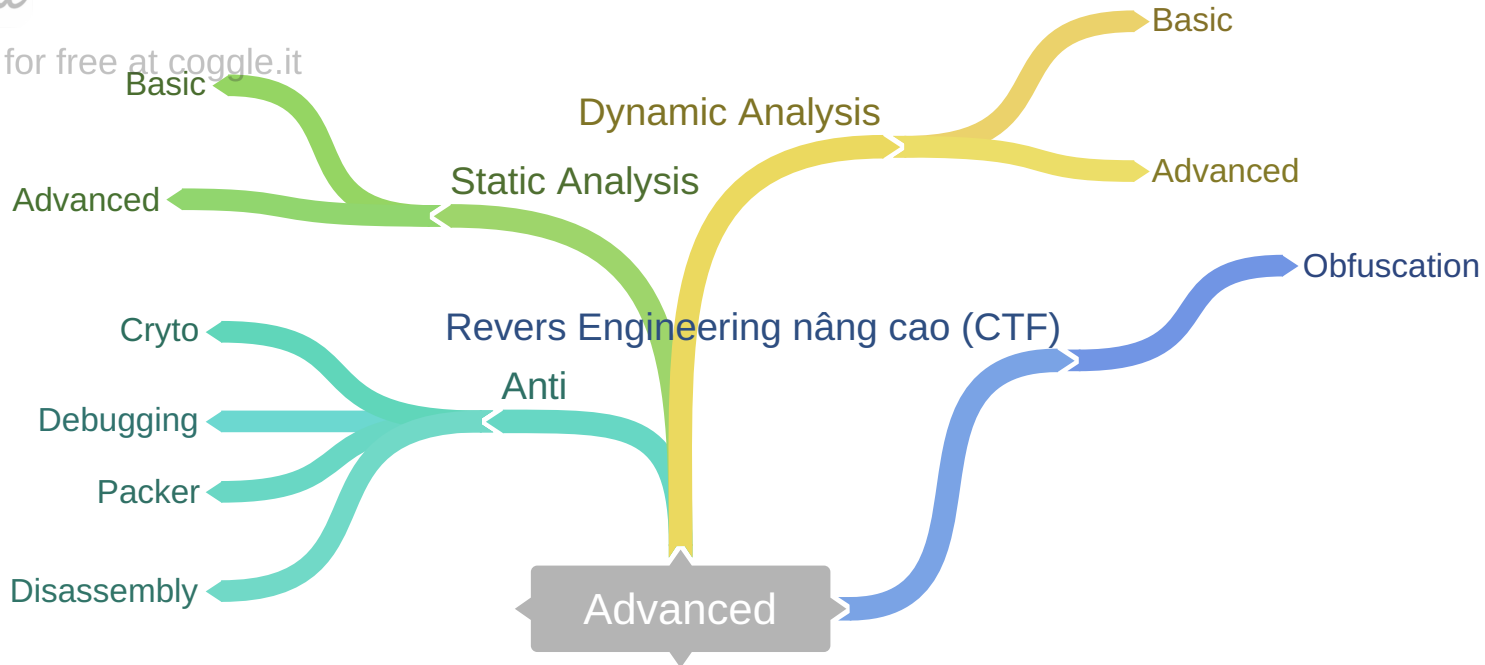 for free at coggle.it
Basic
Advanced
Static Analysis
Dynamic Analysis
Basic
Advanced
Revers Engineering nâng cao (CTF)
Obfuscation
Anti
Cryto
Debugging
Packer
Disassembly
Advanced